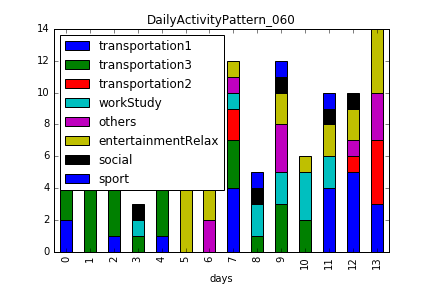 DailyActivityPattern_060
14
12
10
8
6
4
2
0
transportation1
transportation3
transportation2
workStudy
others
entertainmentRelax
social
sport
0 1 2 3 4 5 6 7 8 9 10 11 12 13
days